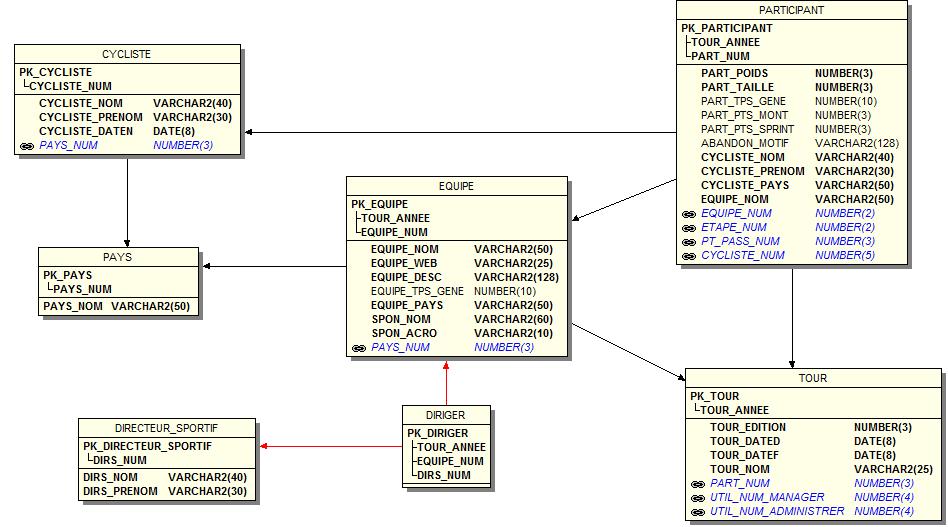 PARTICIPANT
PK_PARTICIPANT
TOUR_ANNEE
PART_NUM
PART_POIDS NUMBER(3)
PART_TAILLE NUMBER(3)
PART_TPS_GENE NUMBER(10)
PART_PTS_MONT NUMBER(3)
PART_PTS_SPRINT NUMBER(3)
ABANDON_MOTIF VARCHAR2(128)
CYCLISTE_NOM VARCHAR2(40)
CYCLISTE_PRENOM VARCHAR2(30)
CYCLISTE_PAYS VARCHAR2(50)
EQUIPE_NOM VARCHAR2(50)
EQUIPE_NUM NUMBER(2)
ETAPE_NUM NUMBER(2)
PT_PASS_NUM NUMBER(3)
CYCLISTE_NUM NUMBER(5)
CYCLISTE
PK_CYCLISTE
CYCLISTE_NUM
CYCLISTE_NOM VARCHAR2(40)
CYCLISTE_PRENOM VARCHAR2(30)
CYCLISTE_DATEN DATE(8)
PAYS_NUM NUMBER(3)
EQUIPE
PK_EQUIPE
TOUR_ANNEE
EQUIPE_NUM
EQUIPE_NOM VARCHAR2(50)
EQUIPE_WEB VARCHAR2(25)
EQUIPE_DESC VARCHAR2(128)
EQUIPE_TPS_GENE NUMBER(10)
EQUIPE_PAYS VARCHAR2(50)
SPON_NOM VARCHAR2(60)
SPON_ACRO VARCHAR2(10)
PAYS_NUM NUMBER(3)
PAYS
PK_PAYS
PAYS_NUM
PAYS_NOM VARCHAR2(50)
TOUR
PK_TOUR
TOUR_ANNEE
TOUR_EDITION NUMBER(3)
TOUR_DATED DATE(8)
TOUR_DATEF DATE(8)
TOUR_NOM VARCHAR2(25)
PART_NUM NUMBER(3)
UTIL_NUM_MANAGER NUMBER(4)
UTIL_NUM_ADMINISTRER NUMBER(4)
DIRIGER
PK_DIRIGER
TOUR_ANNEE
EQUIPE_NUM
DIRS_NUM
DIRECTEUR_SPORTIF
PK_DIRECTEUR_SPORTIF
DIRS_NUM
DIRS_NOM VARCHAR2(40)
DIRS_PRENOM VARCHAR2(30)